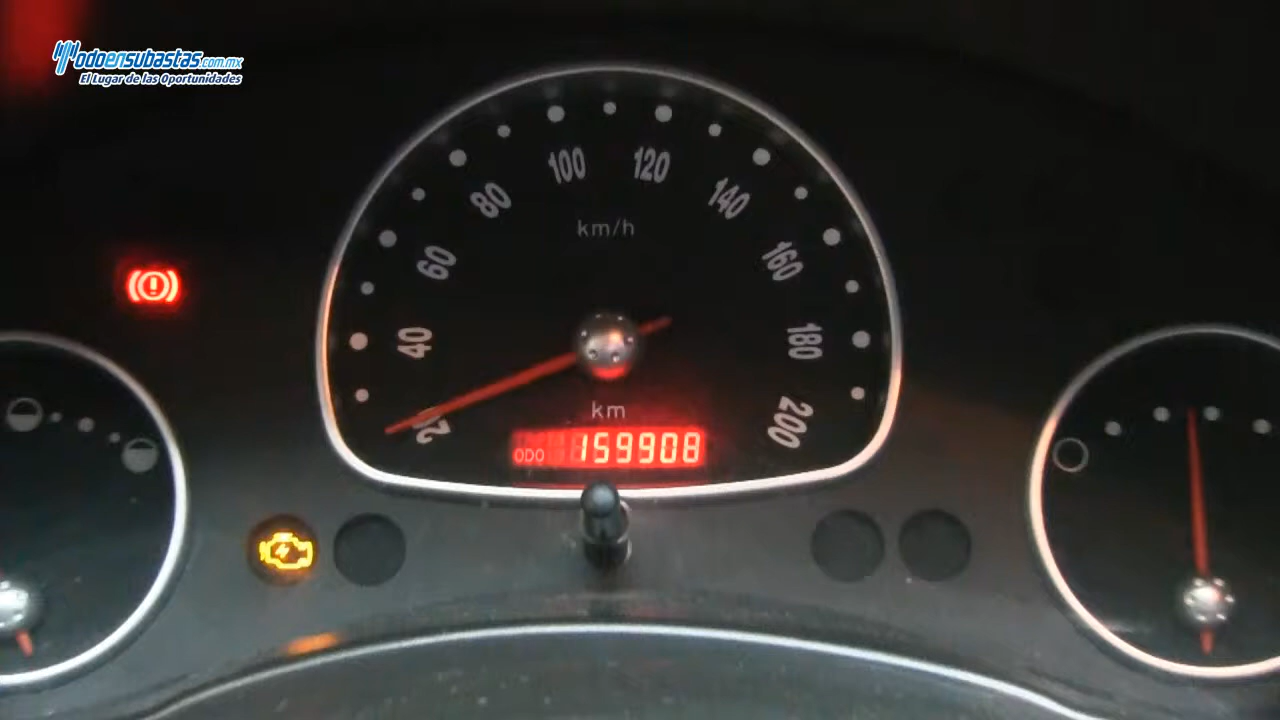 Todoensubastas.com.mx
El Lugar de las Oportunidades
100 120
80 140
km/h
60 160
40 180
km
20 200
ODO 159908